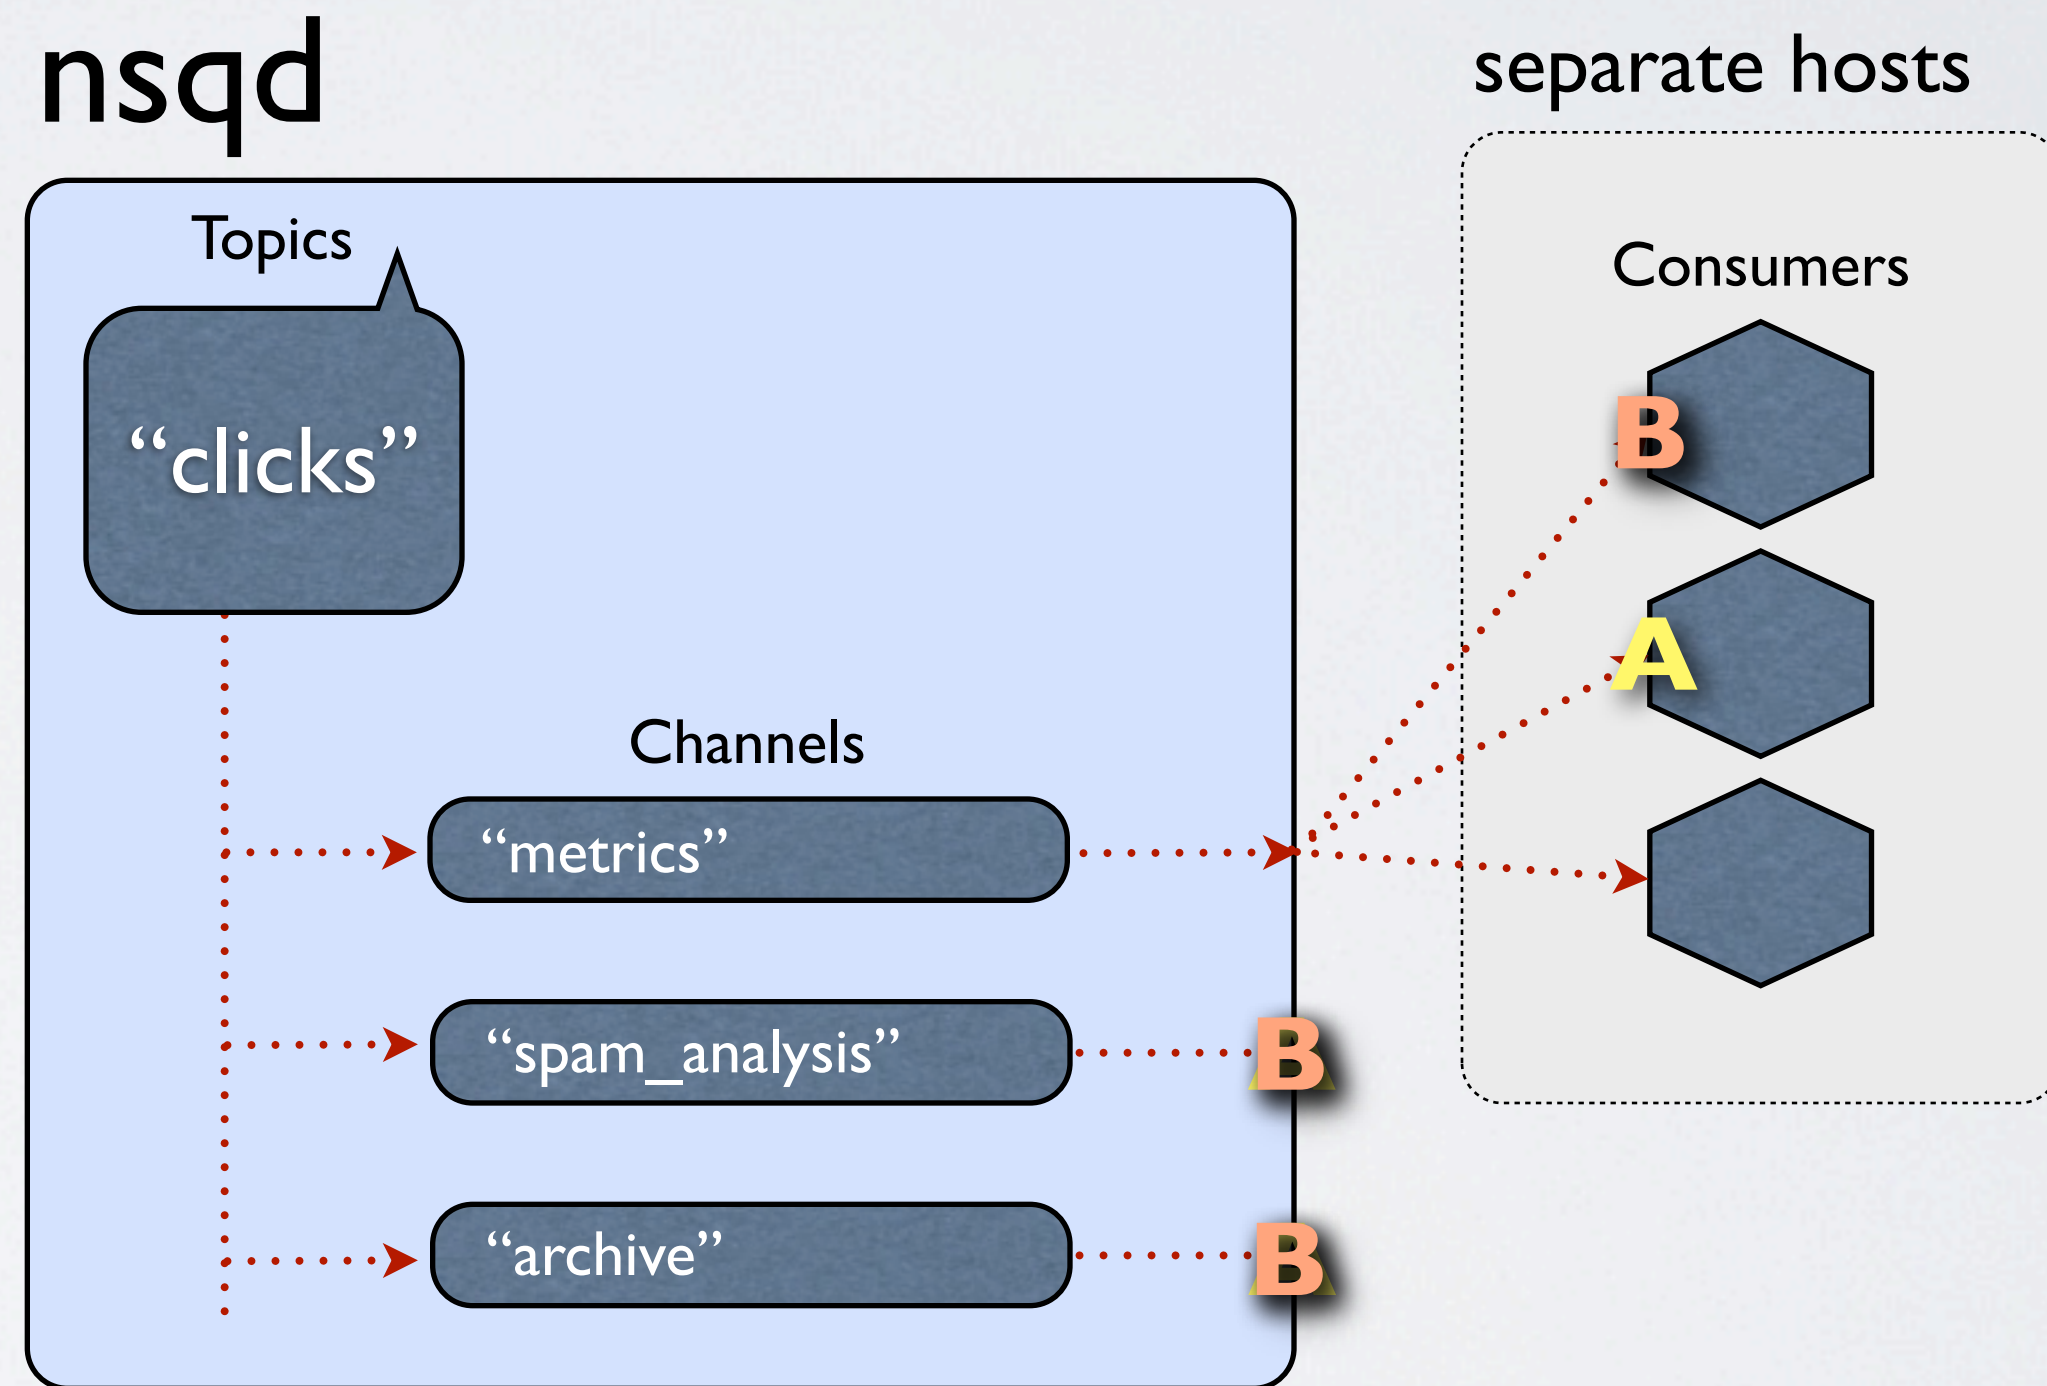 nsqd
separate hosts
Topics
Consumers
“clicks”
B
A
Channels
“metrics”
“spam_analysis”
B
A
“archive”
B
A